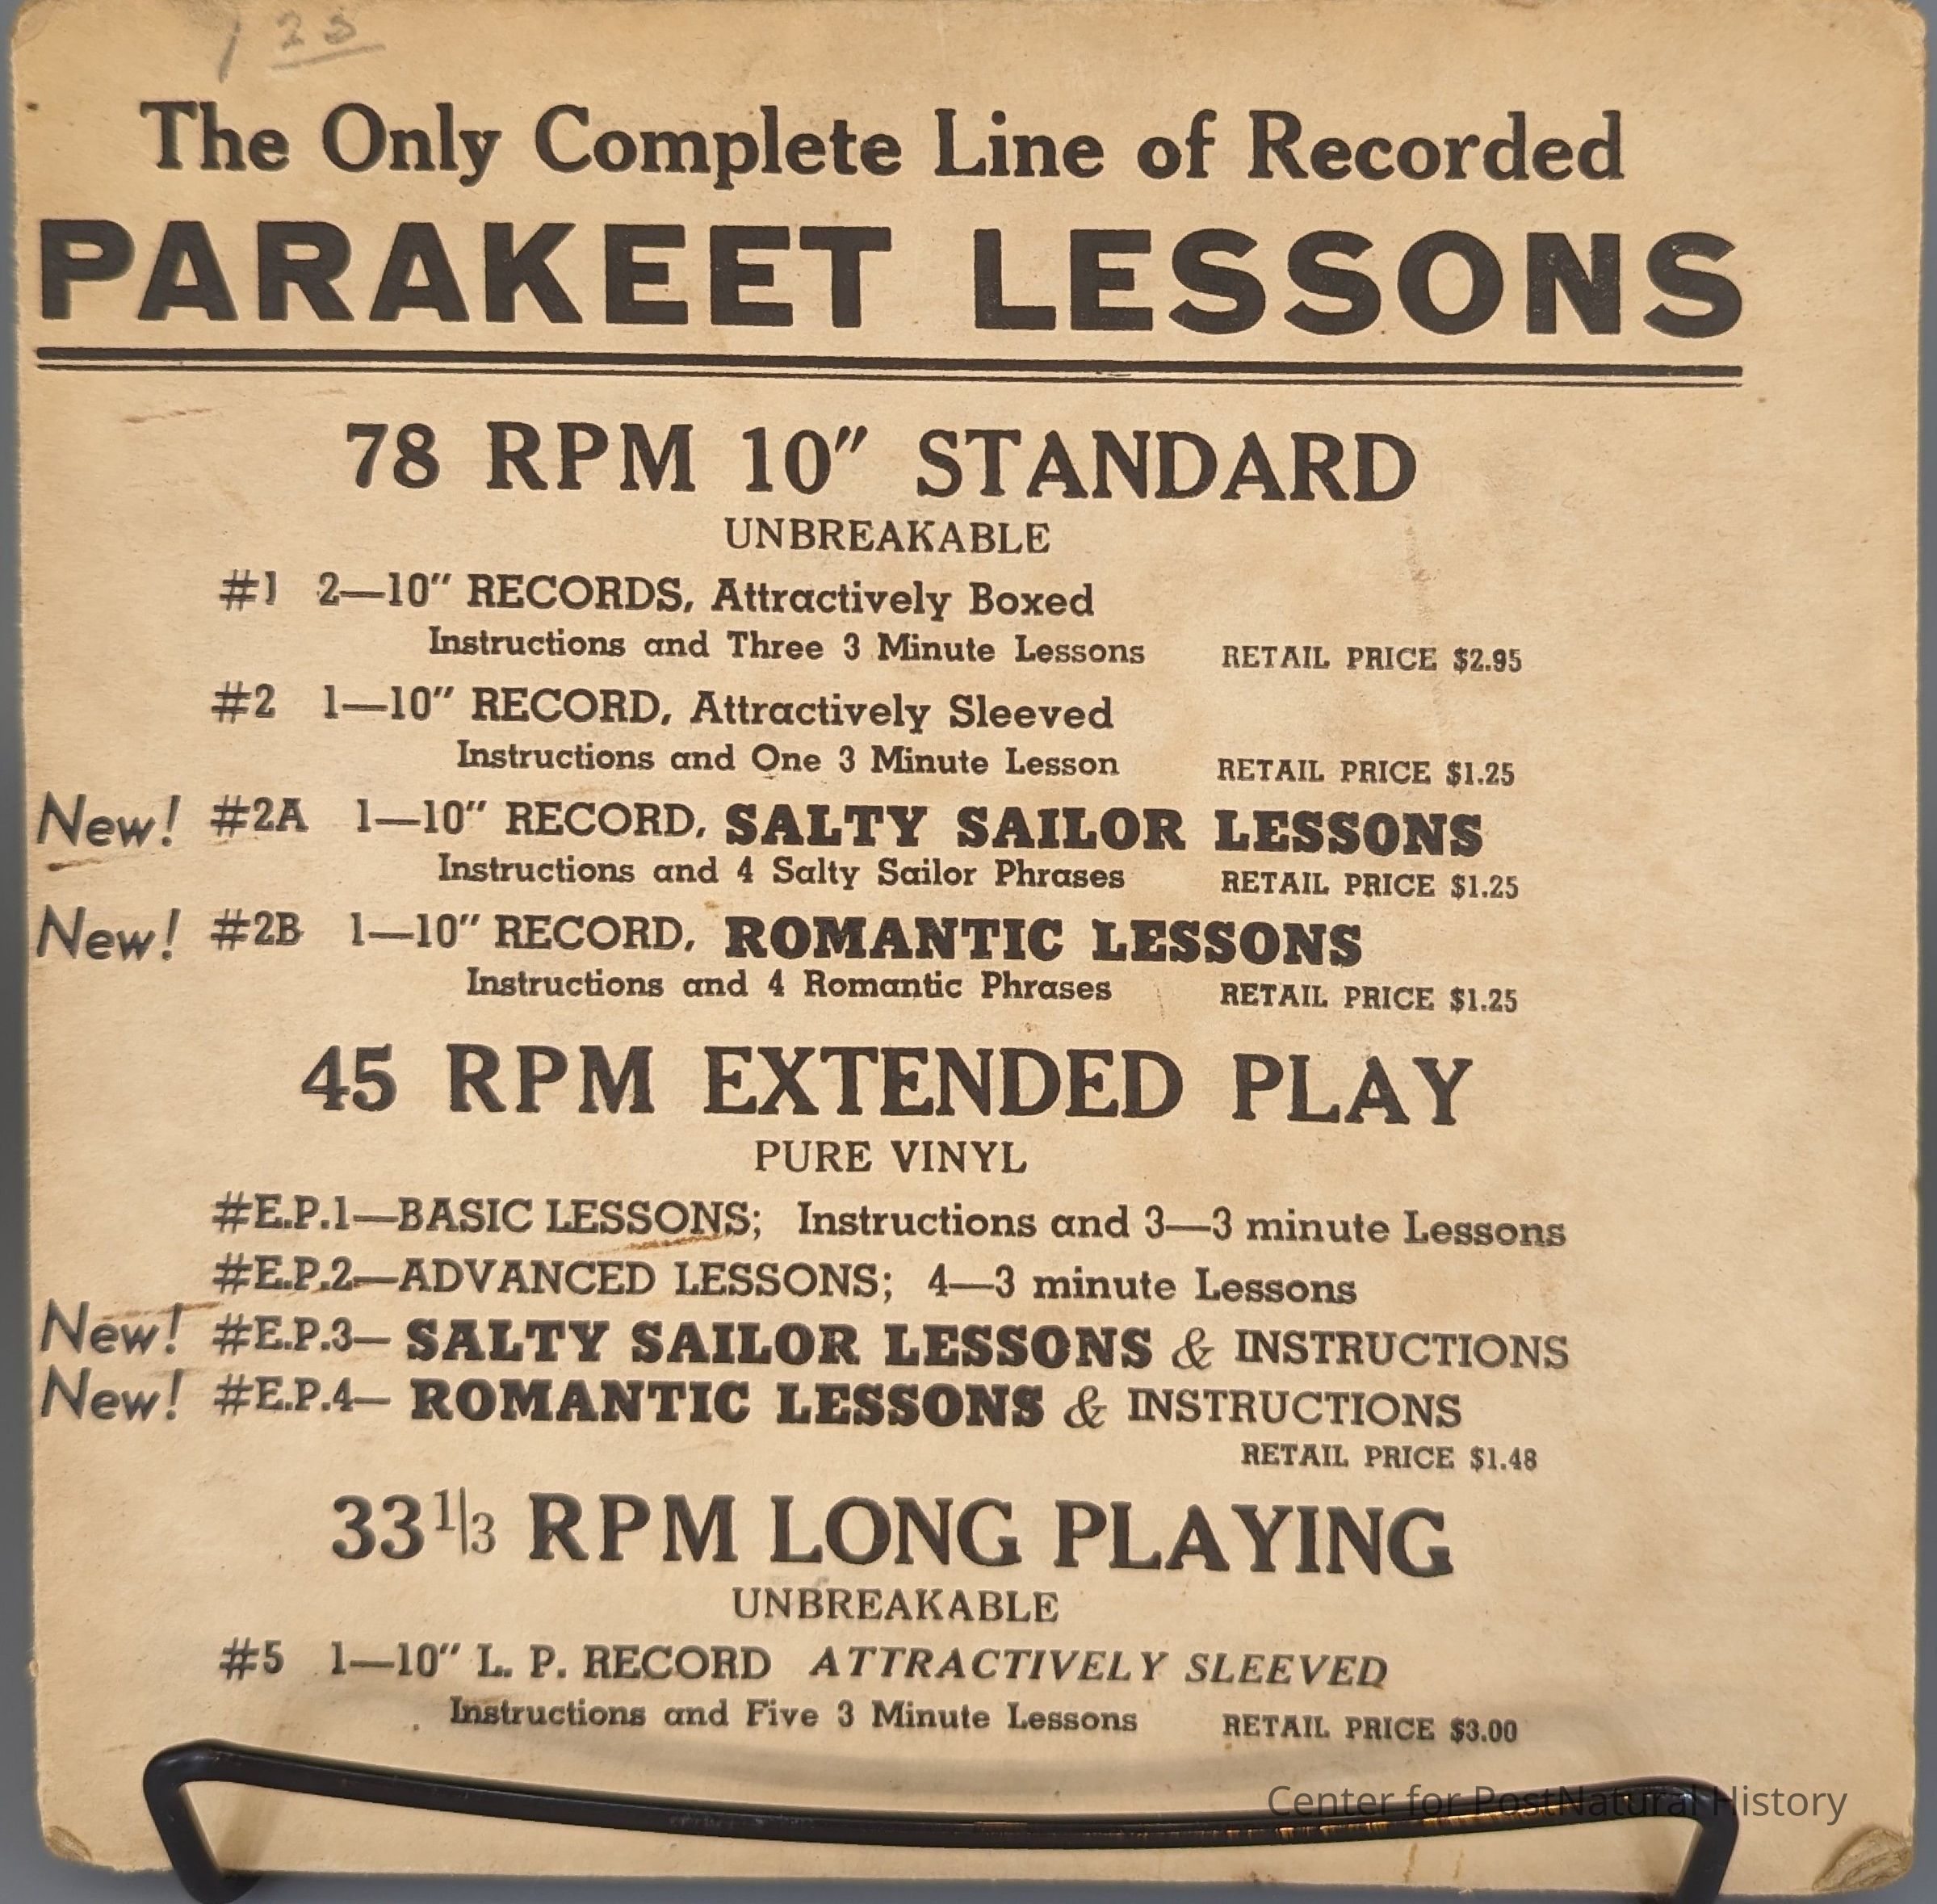 1 23
The Only Complete Line of Recorded
PARAKEET LESSONS
78 RPM 10″ STANDARD
UNBREAKABLE
#1 2—10″ RECORDS, Attractively Boxed
Instructions and Three 3 Minute Lessons RETAIL PRICE $2.95
#2 1—10″ RECORD, Attractively Sleeved
Instructions and One 3 Minute Lesson RETAIL PRICE $1.25
New! #2A 1—10″ RECORD, SALTY SAILOR LESSONS
Instructions and 4 Salty Sailor Phrases RETAIL PRICE $1.25
New! #2B 1—10″ RECORD, ROMANTIC LESSONS
Instructions and 4 Romantic Phrases RETAIL PRICE $1.25
45 RPM EXTENDED PLAY
PURE VINYL
#E.P.1—BASIC LESSONS; Instructions and 3—3 minute Lessons
#E.P.2—ADVANCED LESSONS; 4—3 minute Lessons
New! #E.P.3— SALTY SAILOR LESSONS & INSTRUCTIONS
New! #E.P.4— ROMANTIC LESSONS & INSTRUCTIONS
RETAIL PRICE $1.48
33 1/3 RPM LONG PLAYING
UNBREAKABLE
#5 1—10″ L. P. RECORD ATTRACTIVELY SLEEVED
Instructions and Five 3 Minute Lessons RETAIL PRICE $3.00
Center for PostNatural History